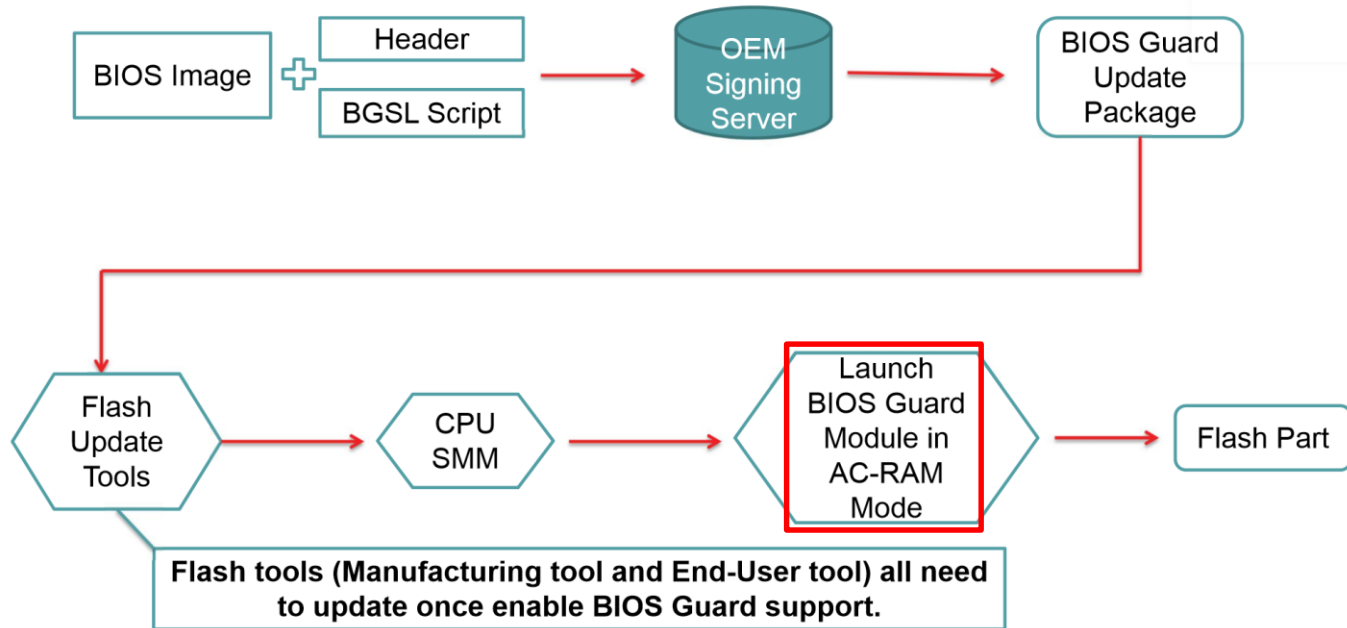 BIOS Image
Header
BGSL Script
OEM
Signing
Server
BIOS Guard
Update
Package
Flash
Update
Tools
CPU
SMM
Launch
BIOS Guard
Module in
AC-RAM
Mode
Flash Part
Flash tools (Manufacturing tool and End-User tool) all need
to update once enable BIOS Guard support.